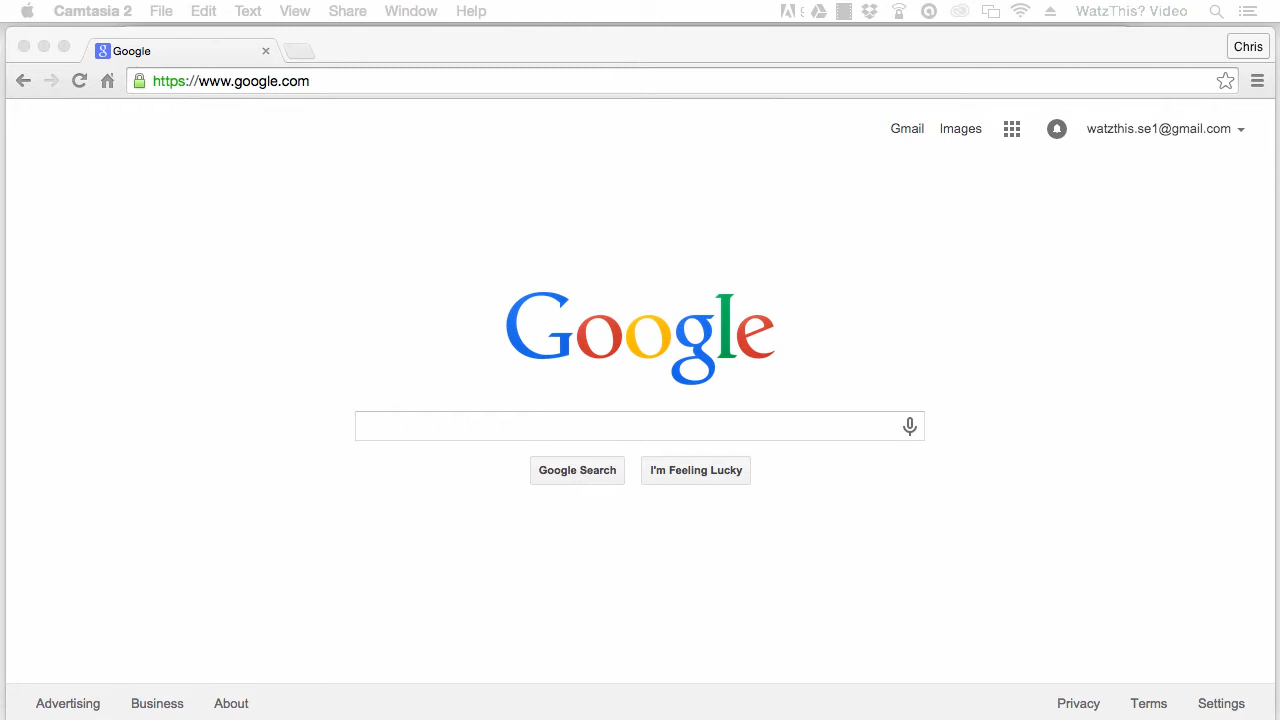 Camtasia 2 File Edit Text View Share Window Help WatzThis? Video
Google
Chris
https://www.google.com
Gmail Images watzthis.se1@gmail.com
Google
Google Search I'm Feeling Lucky
Advertising Business About Privacy Terms Settings